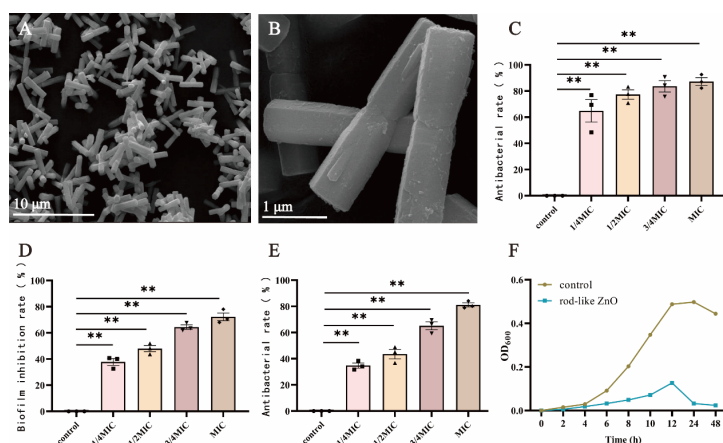 A
10 μm
B
1 μm
C
Antibacterial rate ( % )
100
80
60
40
20
0
**
**
**
**
control
1/4MIC
1/2MIC
3/4MIC
MIC
D
Biofilm inhibition rate ( % )
100
80
60
40
20
0
**
**
**
**
control
1/4MIC
1/2MIC
3/4MIC
MIC
E
Antibacterial rate ( % )
100
80
60
40
20
0
**
**
**
**
control
1/4MIC
1/2MIC
3/4MIC
MIC
F
control
rod-like ZnO
OD600
0.6
0.4
0.2
0.0
0 2 4 6 8 10 12 24 48
Time (h)